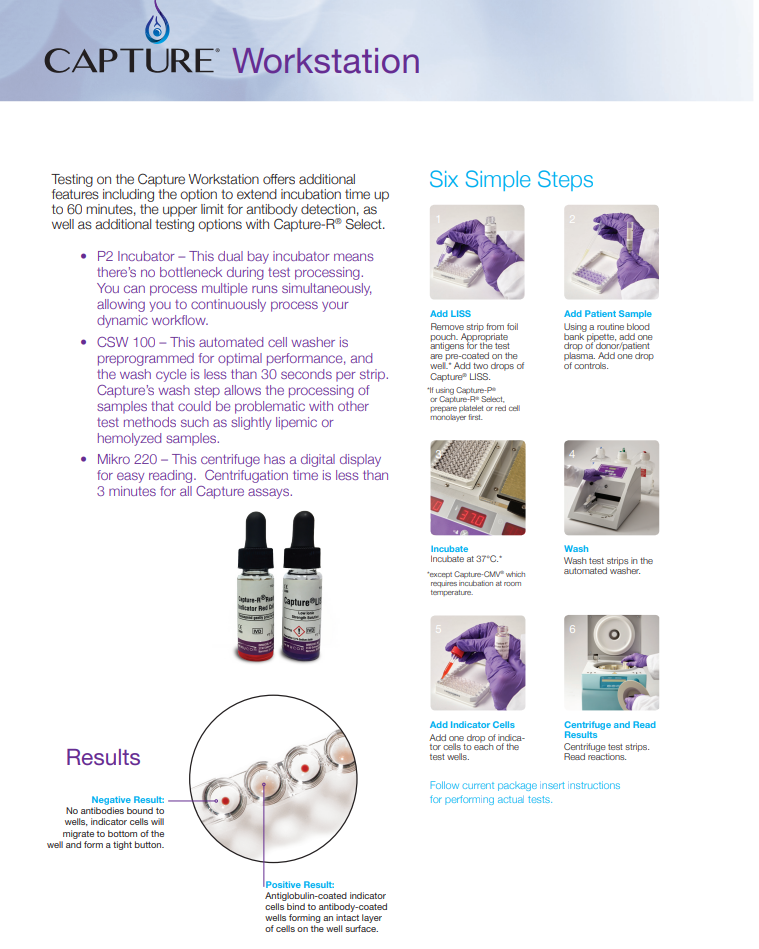 CAPTURE® Workstation
Testing on the Capture Workstation offers additional
features including the option to extend incubation time up
to 60 minutes, the upper limit for antibody detection, as
well as additional testing options with Capture-R® Select.
• P2 Incubator – This dual bay incubator means
there's no bottleneck during test processing.
You can process multiple runs simultaneously,
allowing you to continuously process your
dynamic workflow.
• CSW 100 – This automated cell washer is
preprogrammed for optimal performance, and
the wash cycle is less than 30 seconds per strip.
Capture's wash step allows the processing of
samples that could be problematic with other
test methods such as slightly lipemic or
hemolyzed samples.
• Mikro 220 – This centrifuge has a digital display
for easy reading. Centrifugation time is less than
3 minutes for all Capture assays.
Capture-R® Rea
Indicator Red Ce
IVD
Capture® LIS
Low Ionic
Strength Solution
Results
Negative Result:
No antibodies bound to
wells, indicator cells will
migrate to bottom of the
well and form a tight button.
Positive Result:
Antiglobulin-coated indicator
cells bind to antibody-coated
wells forming an intact layer
of cells on the well surface.
Six Simple Steps
1
Add LISS
Remove strip from foil
pouch. Appropriate
antigens for the test
are pre-coated on the
well.* Add two drops of
Capture® LISS.
*If using Capture-P®
or Capture-R® Select,
prepare platelet or red cell
monolayer first.
2
Add Patient Sample
Using a routine blood
bank pipette, add one
drop of donor/patient
plasma. Add one drop
of controls.
3
37.0
Incubate
Incubate at 37°C.*
*except Capture-CMV® which
requires incubation at room
temperature.
4
Wash
Wash test strips in the
automated washer.
5
Add Indicator Cells
Add one drop of indica-
tor cells to each of the
test wells.
6
Centrifuge and Read
Results
Centrifuge test strips.
Read reactions.
Follow current package insert instructions
for performing actual tests.